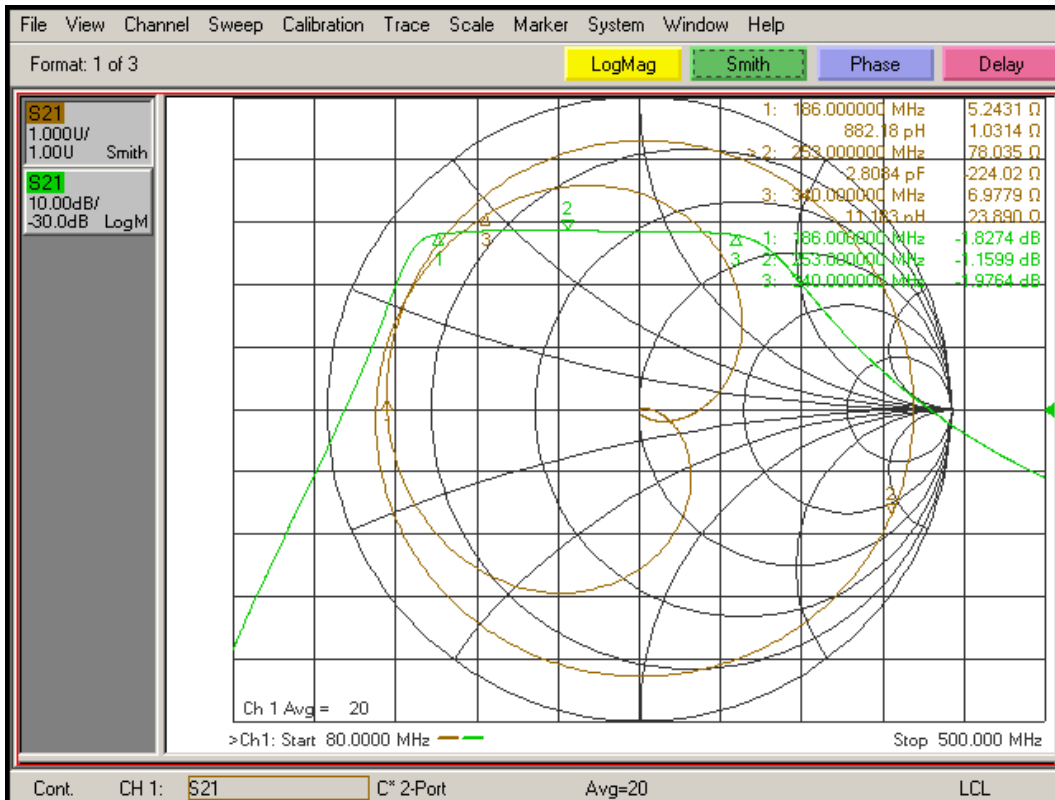 File View Channel Sweep Calibration Trace Scale Marker System Window Help
Format: 1 of 3 LogMag Smith Phase Delay
S21
1.000U/
1.00U Smith
S21
10.00dB/
-30.0dB LogM
1: 186.000000 MHz 5.2431 Ω
882.18 pH 1.0314 Ω
>2: 253.000000 MHz 78.035 Ω
2.8084 pF -224.02 Ω
3: 340.000000 MHz 6.9779 Ω
11.183 nH 23.890 Ω
1: 186.000000 MHz -1.8274 dB
2: 253.000000 MHz -1.1599 dB
3: 340.000000 MHz -1.9764 dB
2
3
1
3
1
2
Ch 1 Avg = 20
>Ch1: Start 80.0000 MHz Stop 500.000 MHz
Cont. CH 1: S21 C* 2-Port Avg=20 LCL